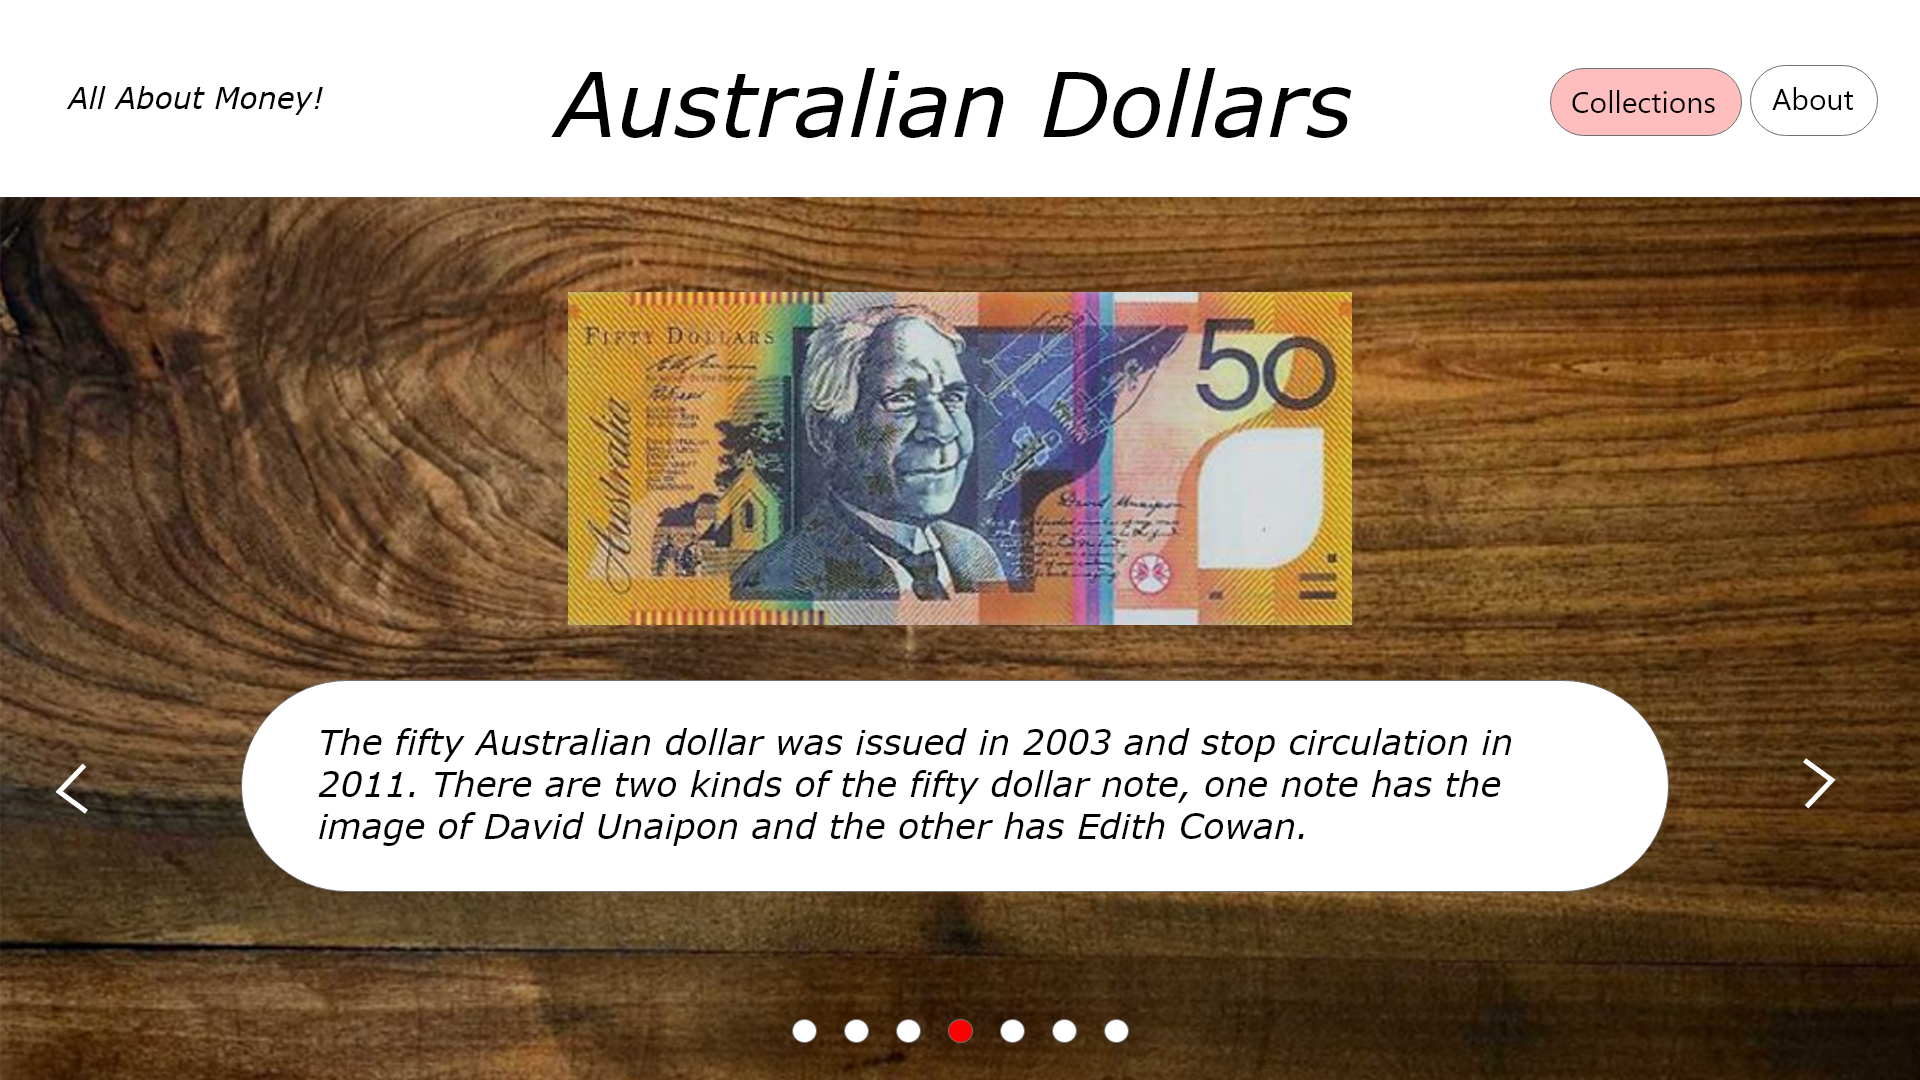 All About Money!
Australian Dollars
Collections
About
FIFTY DOLLARS
50
Australia
David Unaipon
The fifty Australian dollar was issued in 2003 and stop circulation in
2011. There are two kinds of the fifty dollar note, one note has the
image of David Unaipon and the other has Edith Cowan.